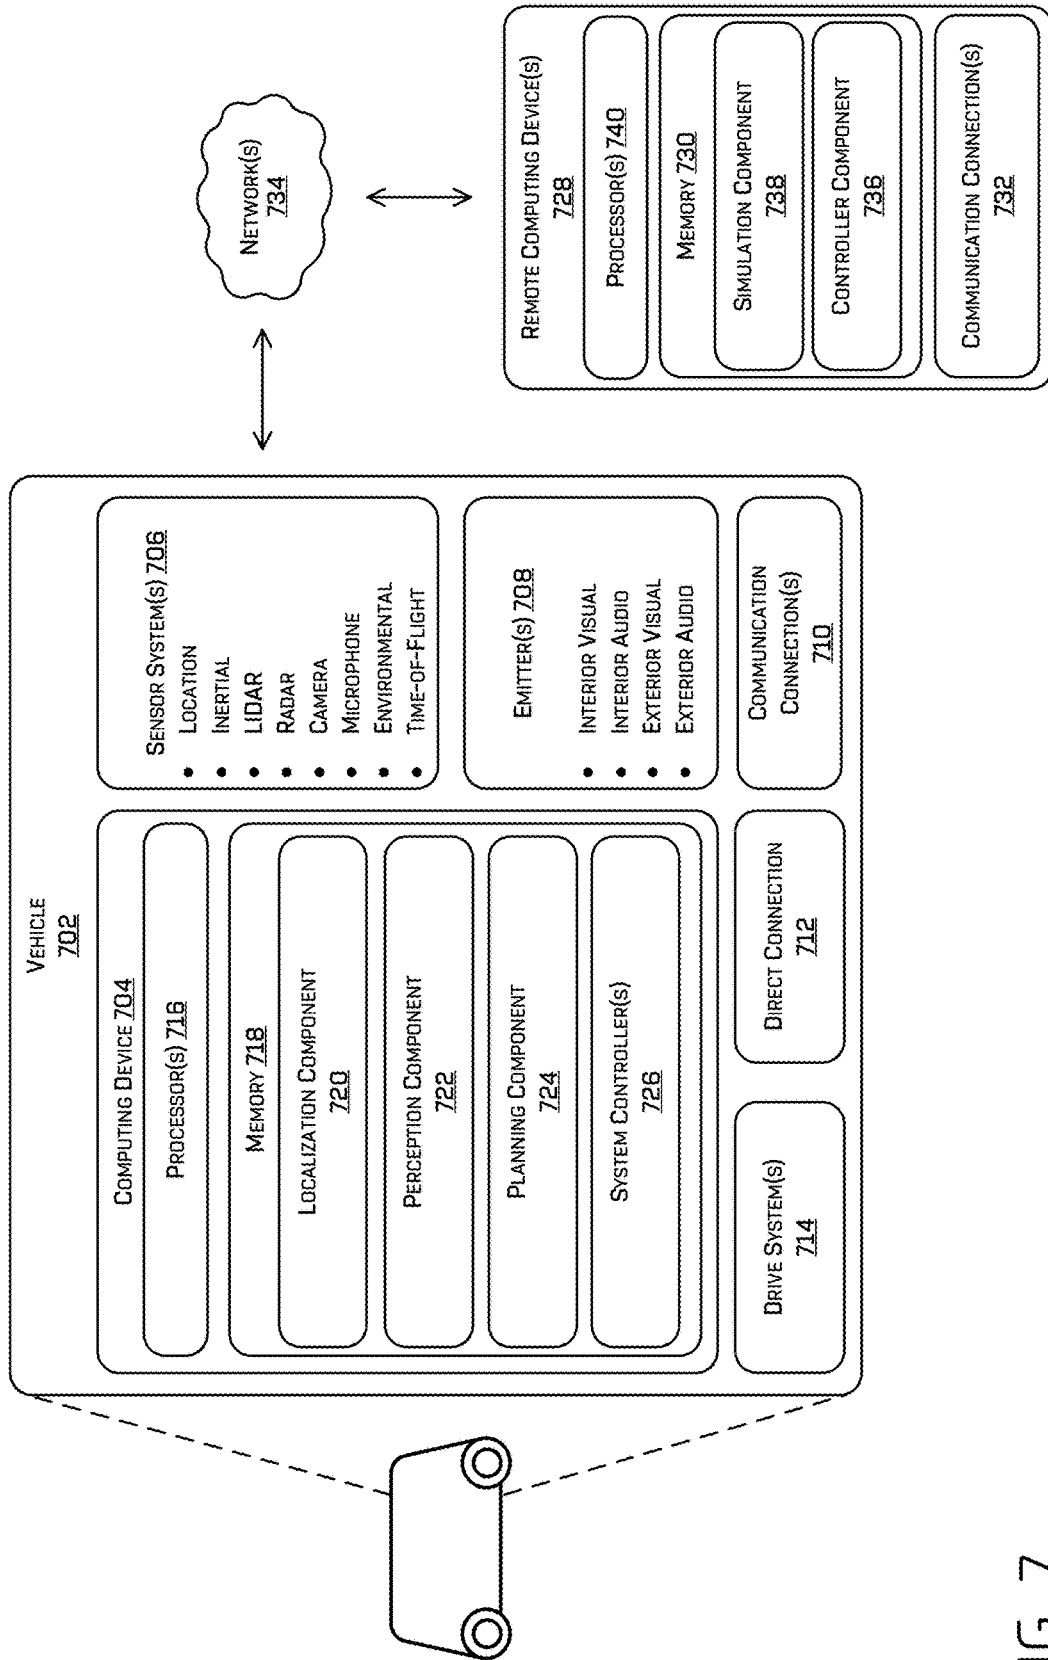 VEHICLE
702
COMPUTING DEVICE 704
PROCESSOR(S) 716
MEMORY 718
LOCALIZATION COMPONENT
720
PERCEPTION COMPONENT
722
PLANNING COMPONENT
724
SYSTEM CONTROLLER(S)
726
SENSOR SYSTEM(S) 706
• LOCATION
• INERTIAL
• LIDAR
• RADAR
• CAMERA
• MICROPHONE
• ENVIRONMENTAL
• TIME-OF-FLIGHT
EMITTER(S) 708
• INTERIOR VISUAL
• INTERIOR AUDIO
• EXTERIOR VISUAL
• EXTERIOR AUDIO
DRIVE SYSTEM(S)
714
DIRECT CONNECTION
712
COMMUNICATION
CONNECTION(S)
710
NETWORK(S)
734
REMOTE COMPUTING DEVICE(S)
728
PROCESSOR(S) 740
MEMORY 730
SIMULATION COMPONENT
738
CONTROLLER COMPONENT
736
COMMUNICATION CONNECTION(S)
732
IG. 7